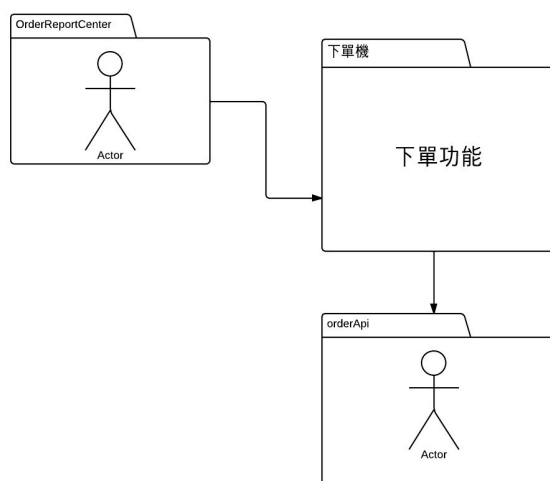 OrderReportCenter
Actor
下單機
下單功能
orderApi
Actor